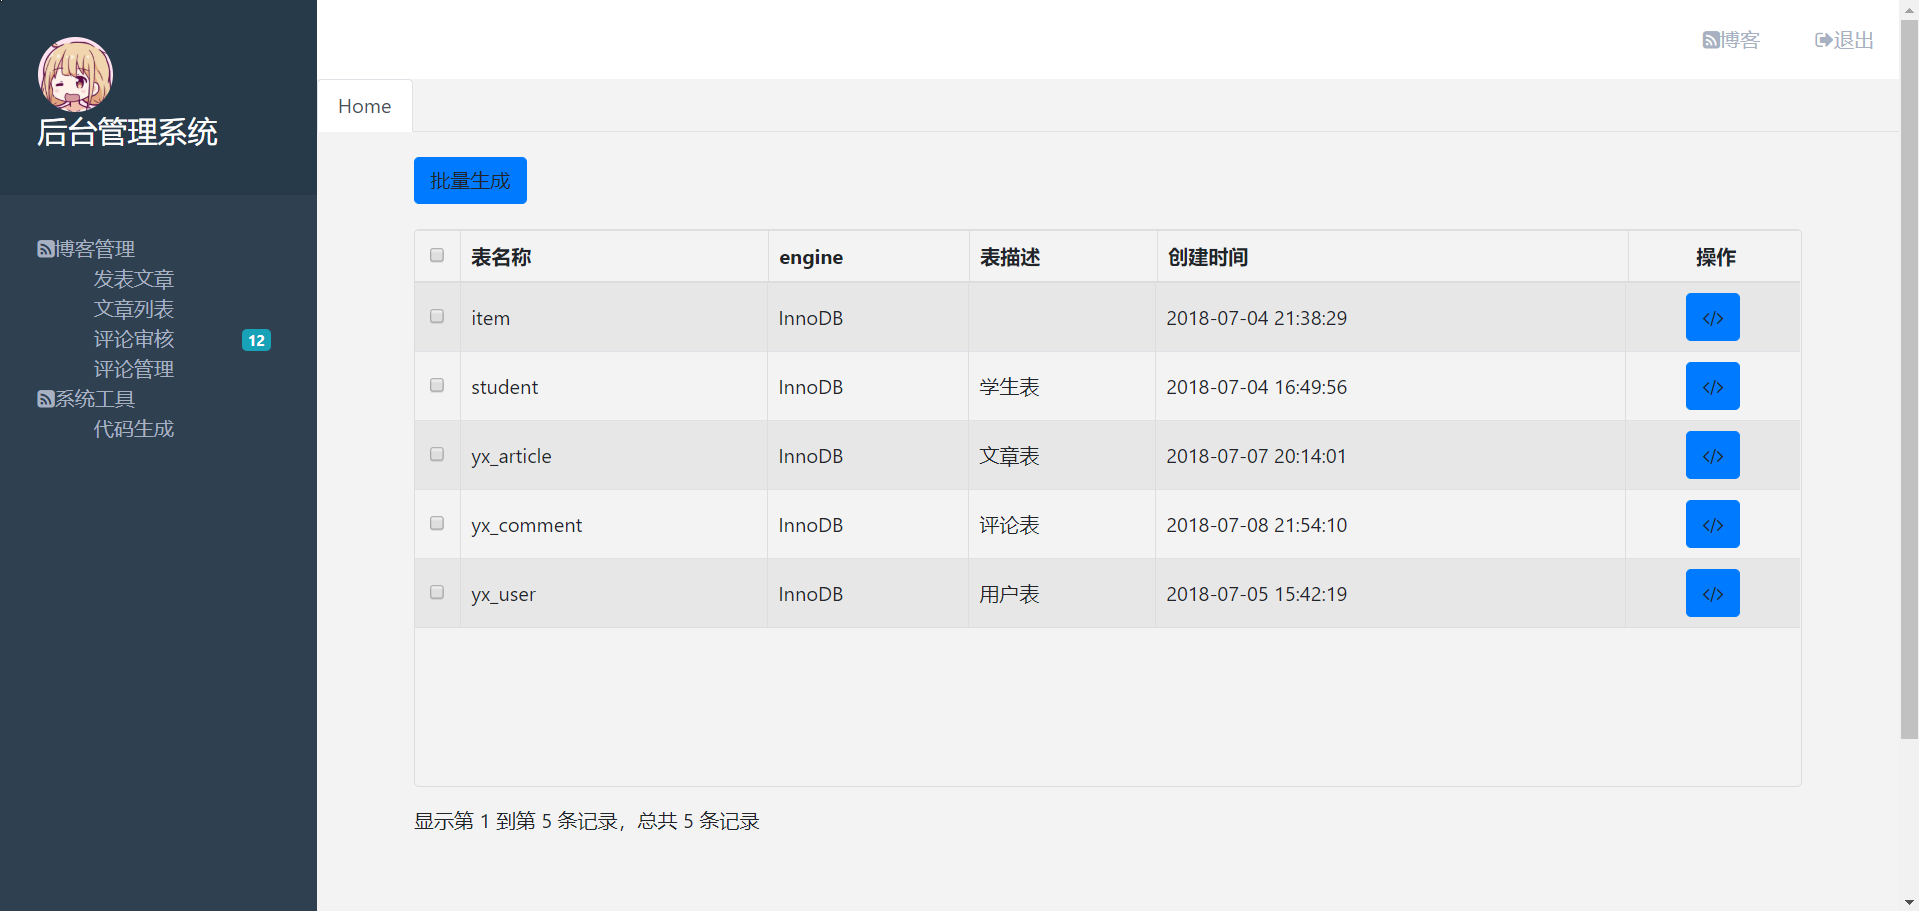 后台管理系统
博客管理
发表文章
文章列表
评论审核 12
评论管理
系统工具
代码生成
博客 退出
Home
批量生成
表名称 engine 表描述 创建时间 操作
item InnoDB 2018-07-04 21:38:29 </>
student InnoDB 学生表 2018-07-04 16:49:56 </>
yx_article InnoDB 文章表 2018-07-07 20:14:01 </>
yx_comment InnoDB 评论表 2018-07-08 21:54:10 </>
yx_user InnoDB 用户表 2018-07-05 15:42:19 </>
显示第 1 到第 5 条记录，总共 5 条记录